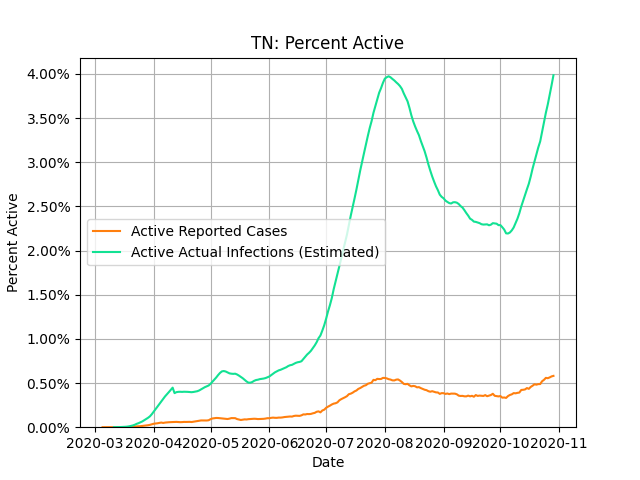 TN: Percent Active
4.00%
3.50%
3.00%
2.50%
2.00%
1.50%
1.00%
0.50%
0.00%
Percent Active
Active Reported Cases
Active Actual Infections (Estimated)
2020-03 2020-04 2020-05 2020-06 2020-07 2020-08 2020-09 2020-10 2020-11
Date